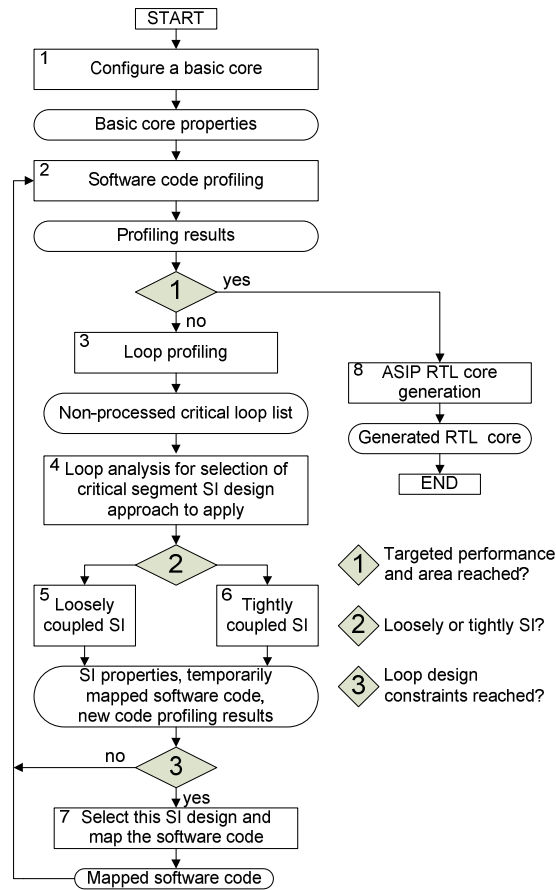 START
1
Configure a basic core
Basic core properties
2
Software code profiling
Profiling results
1
yes
no
3
Loop profiling
8
ASIP RTL core
generation
Non-processed critical loop list
Generated RTL core
END
4
Loop analysis for selection of
critical segment SI design
approach to apply
2
5
Loosely
coupled SI
6
Tightly
coupled SI
1
Targeted performance
and area reached?
2
Loosely or tightly SI?
3
Loop design
constraints reached?
SI properties, temporarily
mapped software code,
new code profiling results
no
3
yes
7
Select this SI design and
map the software code
Mapped software code